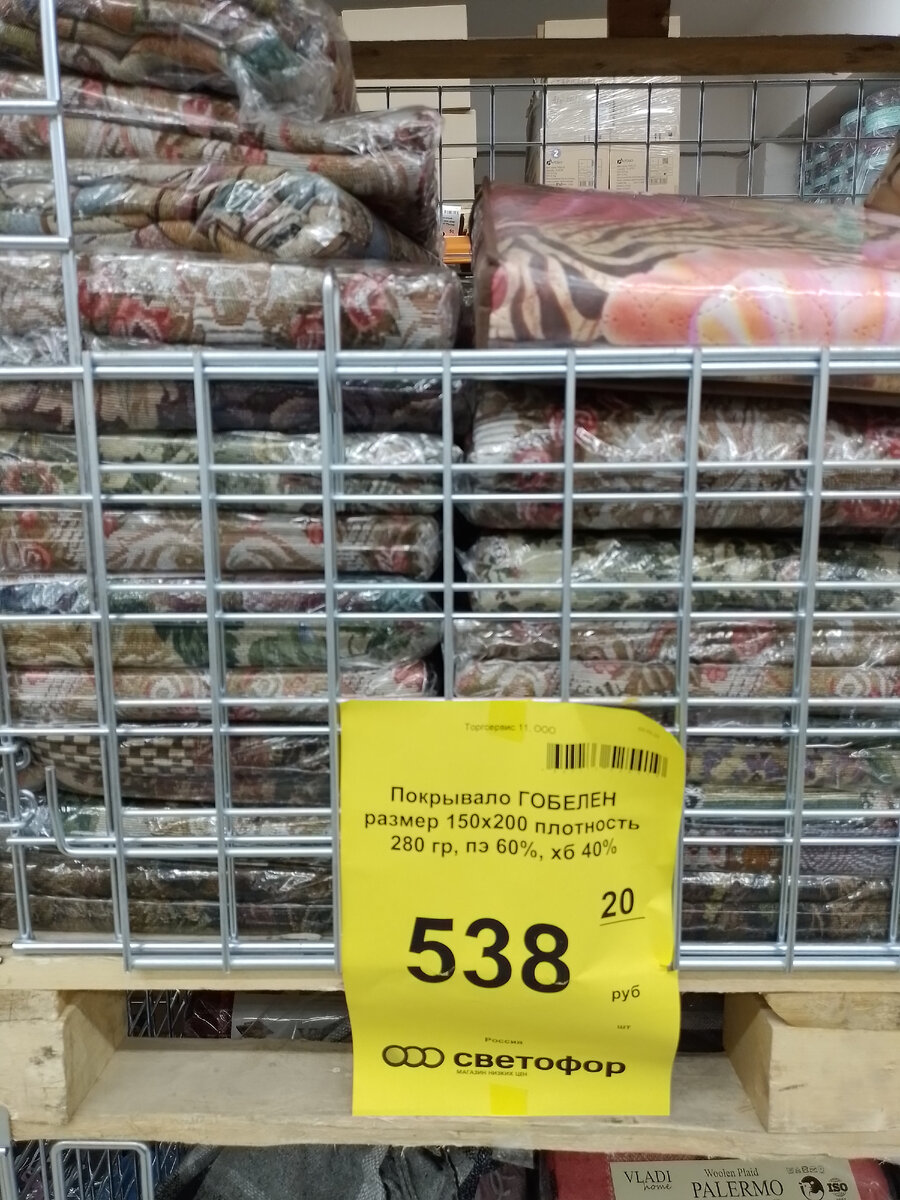 Торгсервис 11, ООО
Покрывало ГОБЕЛЕН
размер 150х200 плотность
280 гр, пэ 60%, хб 40%
538 20
руб
шт
Россия
светофор
МАГАЗИН НИЗКИХ ЦЕН
VLADI
home
Woolen Plaid
PALERMO
ISO